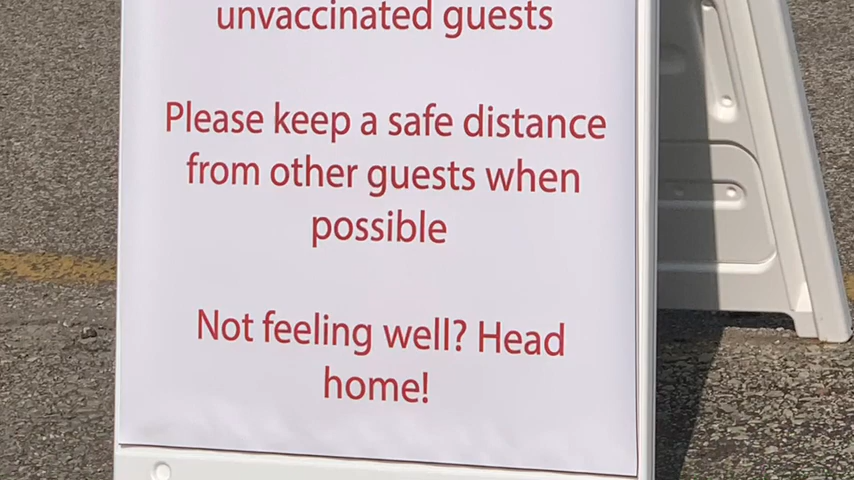 unvaccinated guests
Please keep a safe distance
from other guests when
possible
Not feeling well? Head
home!